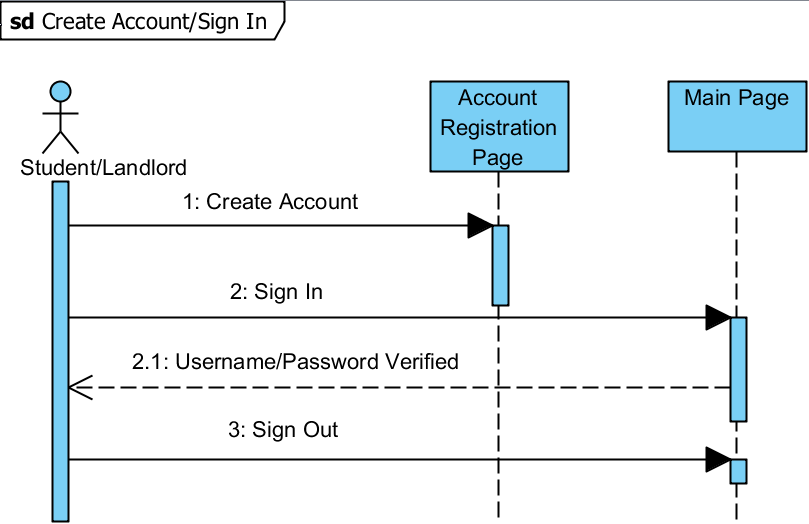 sd Create Account/Sign In
Account
Registration
Page
Main Page
Student/Landlord
1: Create Account
2: Sign In
2.1: Username/Password Verified
3: Sign Out